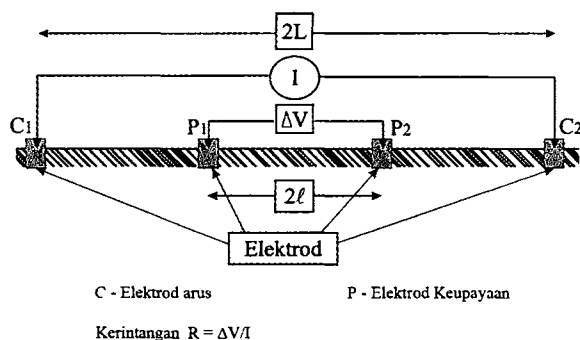 2L
I
C1 P1 ΔV P2 C2
2ℓ
Elektrod
C - Elektrod arus P - Elektrod Keupayaan
Kerintangan R = ΔV/I